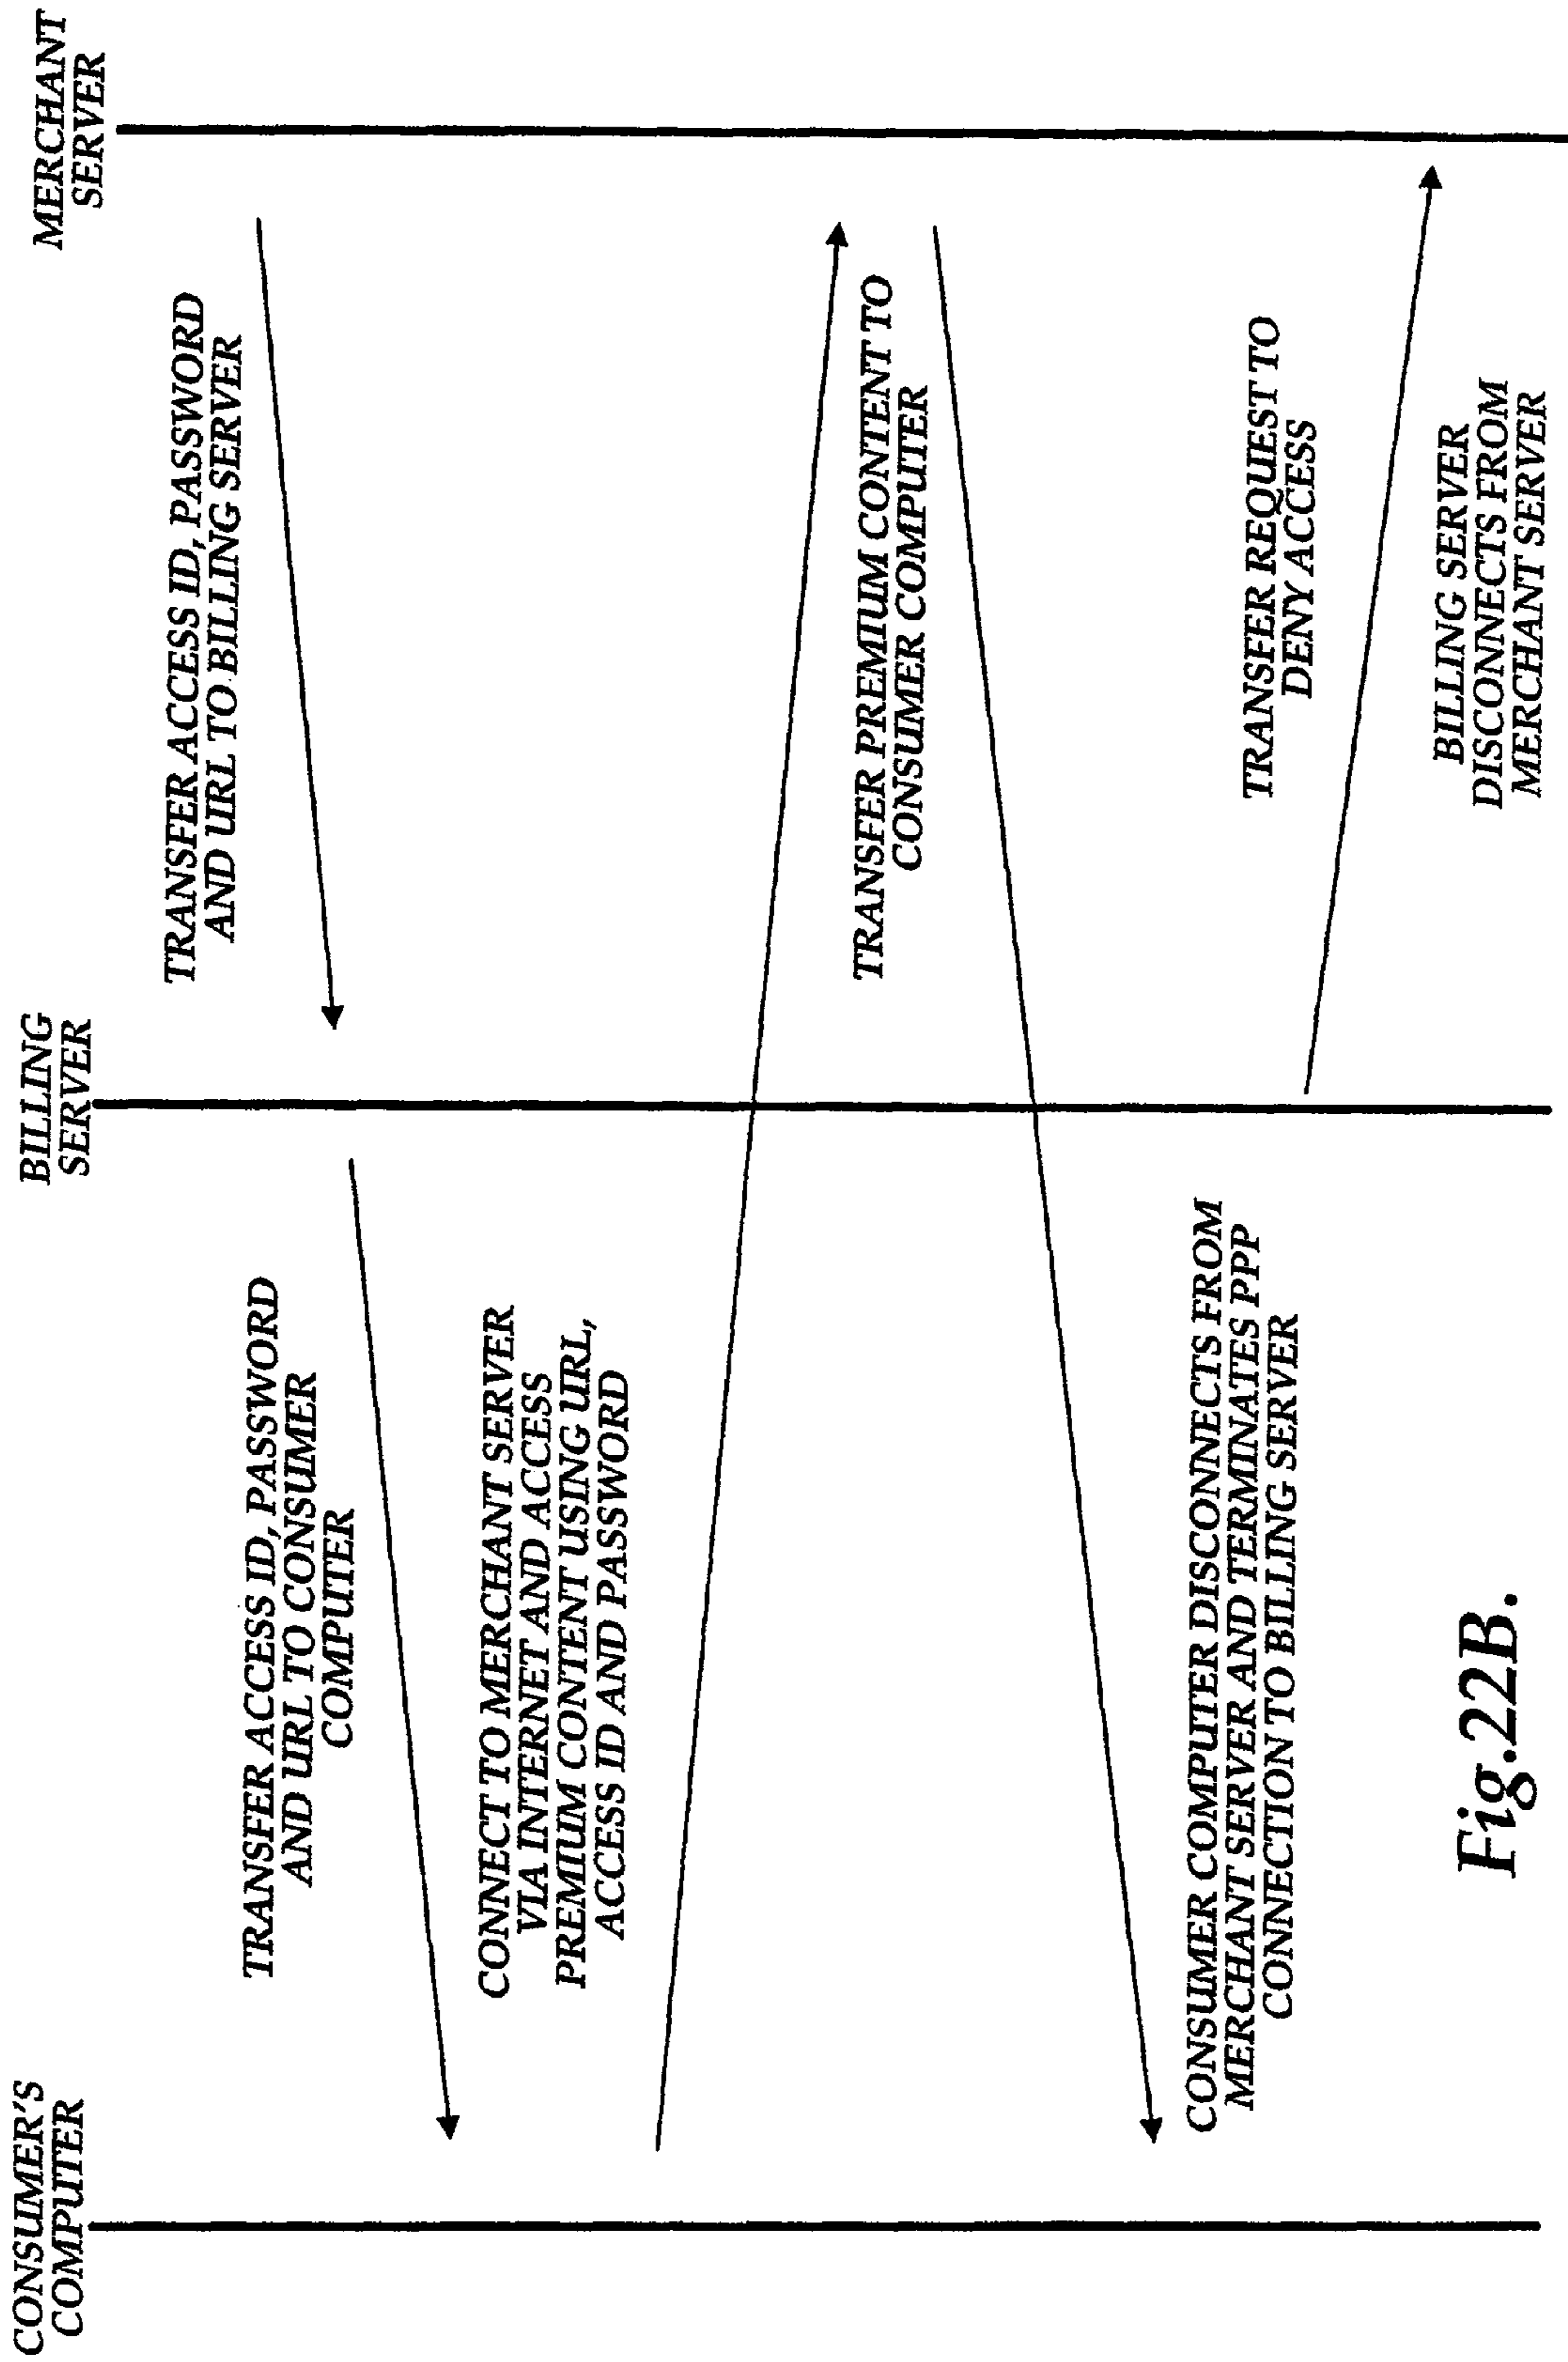 CONSUMER'S
COMPUTER
BILLING
SERVER
MERCHANT
SERVER
TRANSFER ACCESS ID, PASSWORD
AND URL TO BILLING SERVER
TRANSFER ACCESS ID, PASSWORD
AND URL TO CONSUMER
COMPUTER
CONNECT TO MERCHANT SERVER
VIA INTERNET AND ACCESS
PREMIUM CONTENT USING URL,
ACCESS ID AND PASSWORD
TRANSFER PREMIUM CONTENT TO
CONSUMER COMPUTER
CONSUMER COMPUTER DISCONNECTS FROM
MERCHANT SERVER AND TERMINATES PPP
CONNECTION TO BILLING SERVER
TRANSFER REQUEST TO
DENY ACCESS
BILLING SERVER
DISCONNECTS FROM
MERCHANT SERVER
Fig.22B.